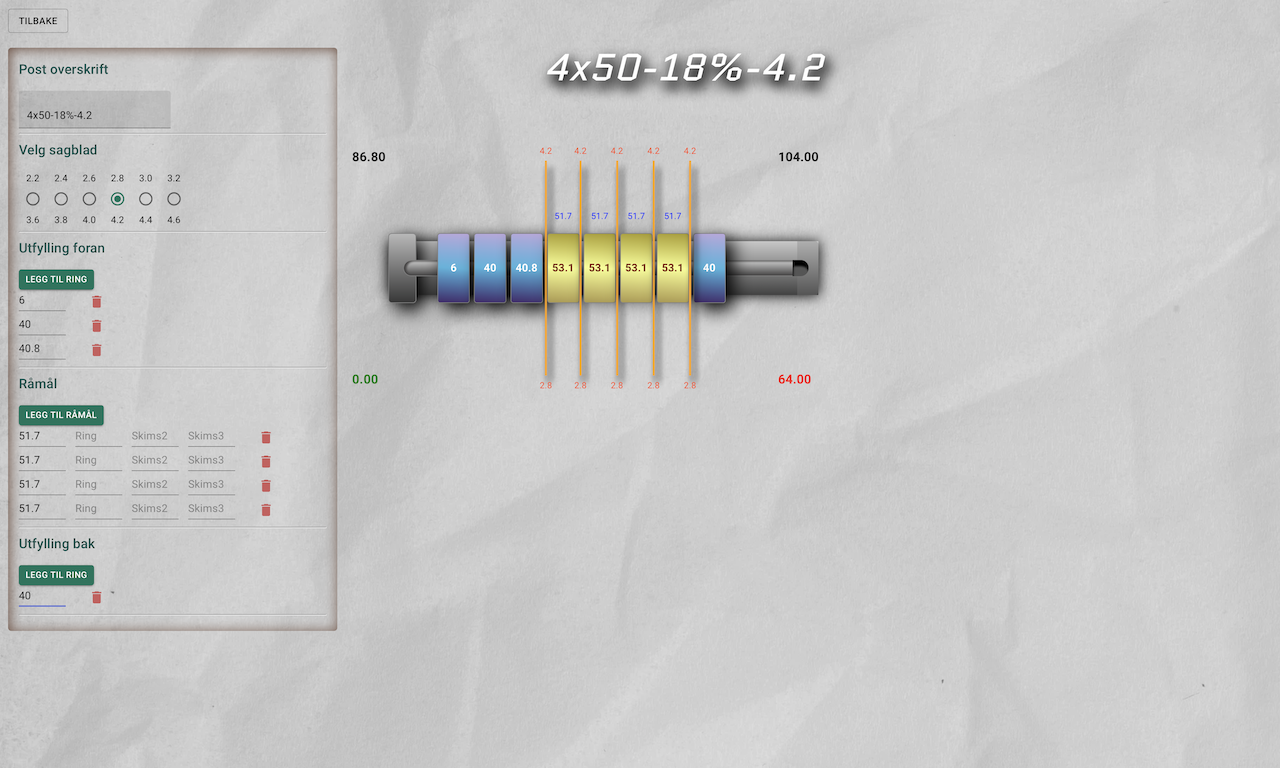 TILBAKE
Post overskrift
4x50-18%-4.2
Velg sagblad
2.2 2.4 2.6 2.8 3.0 3.2
3.6 3.8 4.0 4.2 4.4 4.6
Utfylling foran
LEGG TIL RING
6
40
40.8
Råmål
LEGG TIL RÅMÅL
51.7 Ring Skims2 Skims3
51.7 Ring Skims2 Skims3
51.7 Ring Skims2 Skims3
51.7 Ring Skims2 Skims3
Utfylling bak
LEGG TIL RING
40
4x50-18%-4.2
86.80 4.2 4.2 4.2 4.2 4.2 104.00
51.7 51.7 51.7 51.7
6 40 40.8 53.1 53.1 53.1 53.1 40
0.00 2.8 2.8 2.8 2.8 2.8 64.00